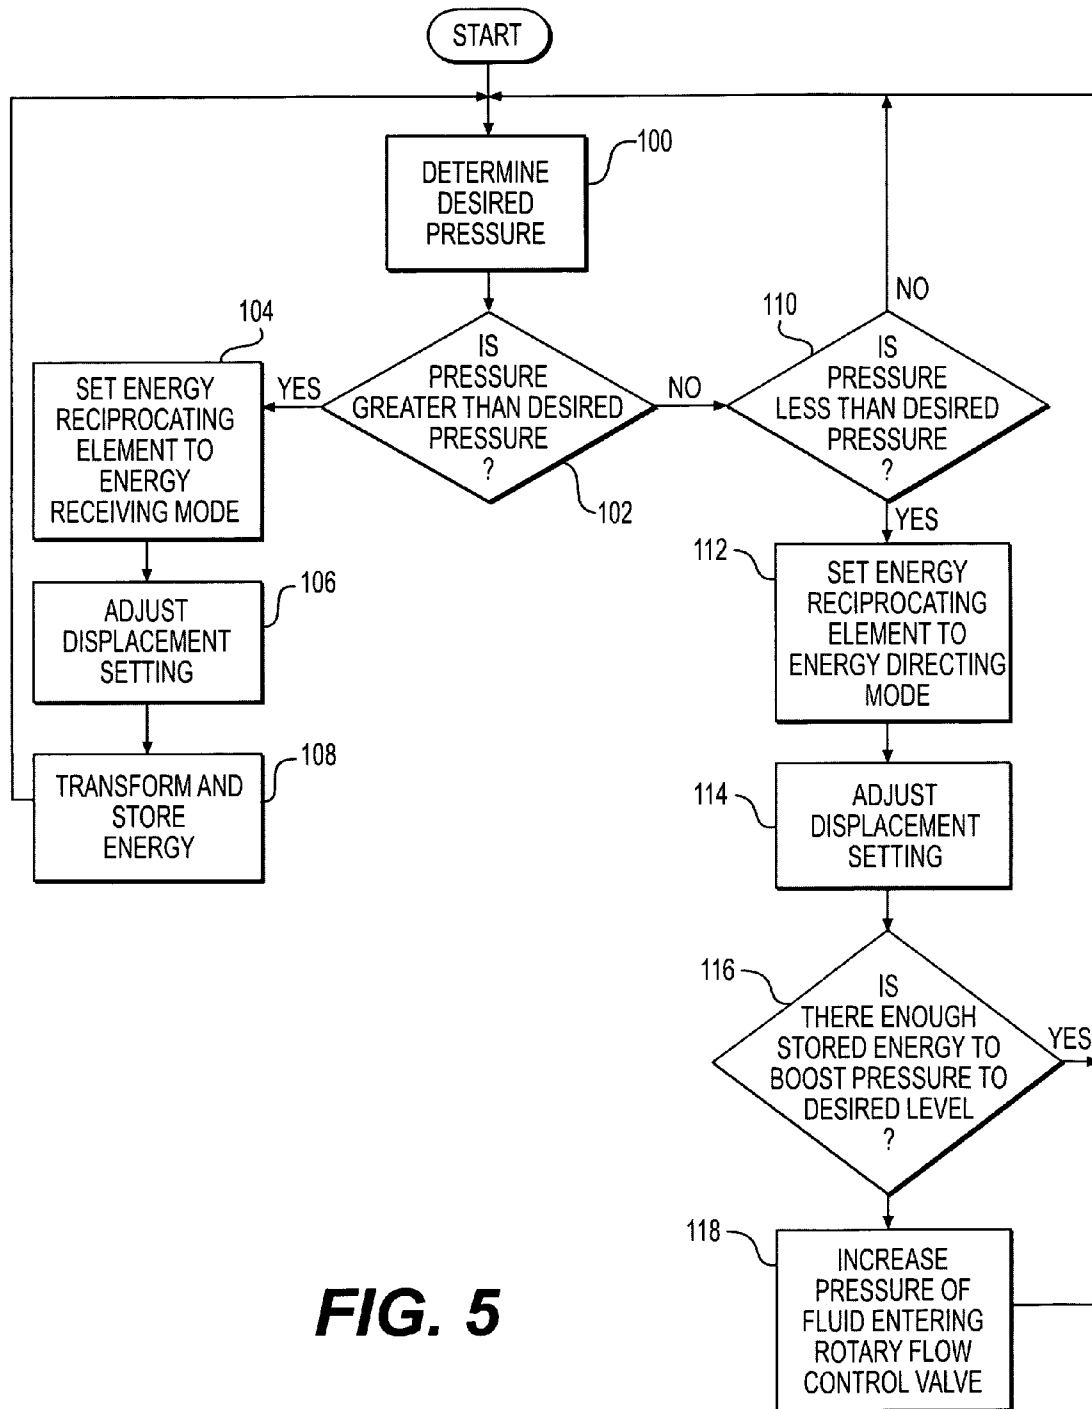 START
100
DETERMINE
DESIRED
PRESSURE
104
SET ENERGY
RECIPROCATING
ELEMENT TO
ENERGY
RECEIVING MODE
YES
IS
PRESSURE
GREATER THAN DESIRED
PRESSURE
?
102
NO
110
IS
PRESSURE
LESS THAN DESIRED
PRESSURE
?
NO
YES
106
ADJUST
DISPLACEMENT
SETTING
108
TRANSFORM AND
STORE
ENERGY
112
SET ENERGY
RECIPROCATING
ELEMENT TO
ENERGY DIRECTING
MODE
114
ADJUST
DISPLACEMENT
SETTING
116
IS
THERE ENOUGH
STORED ENERGY TO
BOOST PRESSURE TO
DESIRED LEVEL
?
YES
118
INCREASE
PRESSURE OF
FLUID ENTERING
ROTARY FLOW
CONTROL VALVE
FIG. 5